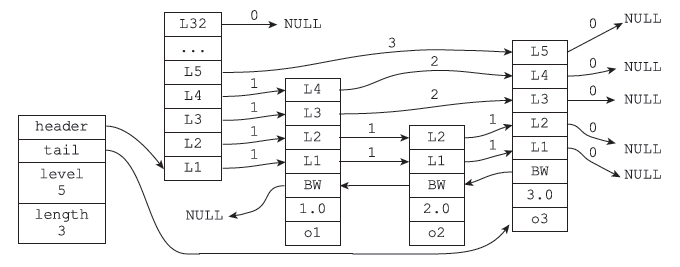 header
tail
level
5
length
3
L32
...
L5
L4
L3
L2
L1
0
NULL
3
1
1
1
1
L4
L3
L2
L1
BW
1.0
o1
NULL
2
2
1
1
L2
L1
BW
2.0
o2
1
1
L5
L4
L3
L2
L1
BW
3.0
o3
0
NULL
0
NULL
0
NULL
0
NULL
0
NULL